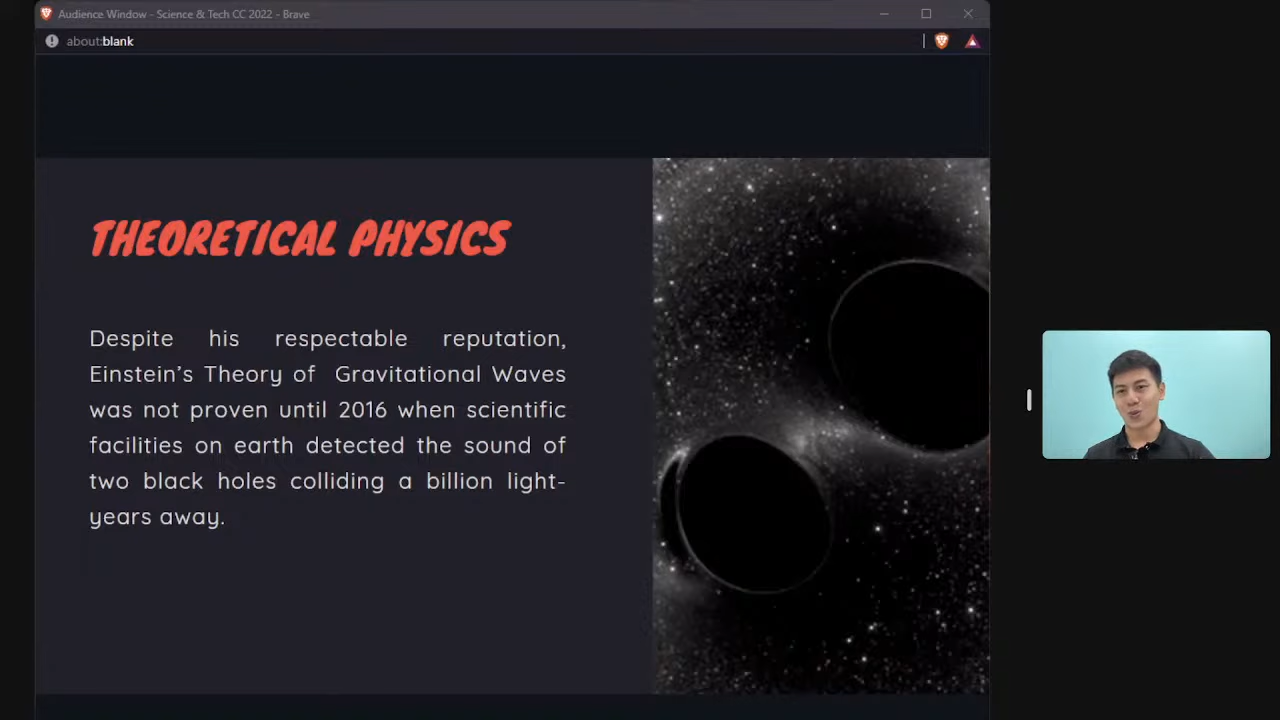 Audience Window - Science & Tech CC 2022 - Brave
about:blank
THEORETICAL PHYSICS
Despite his respectable reputation,
Einstein's Theory of Gravitational Waves
was not proven until 2016 when scientific
facilities on earth detected the sound of
two black holes colliding a billion light-
years away.